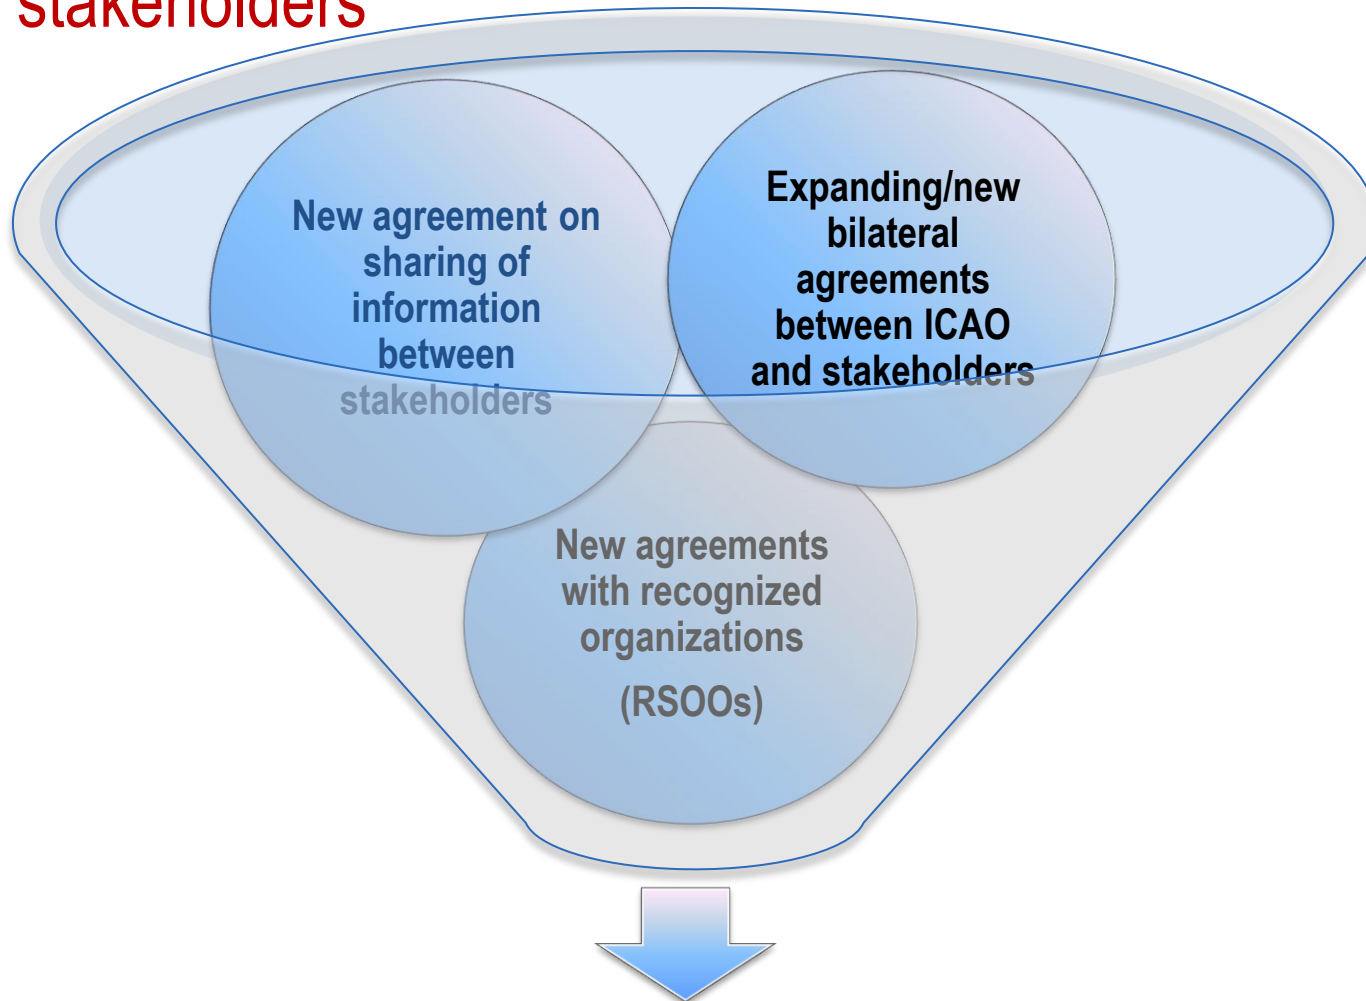 stakeholders
New agreement on
sharing of
information
between
stakeholders
Expanding/new
bilateral
agreements
between ICAO
and stakeholders
New agreements
with recognized
organizations
(RSOOs)